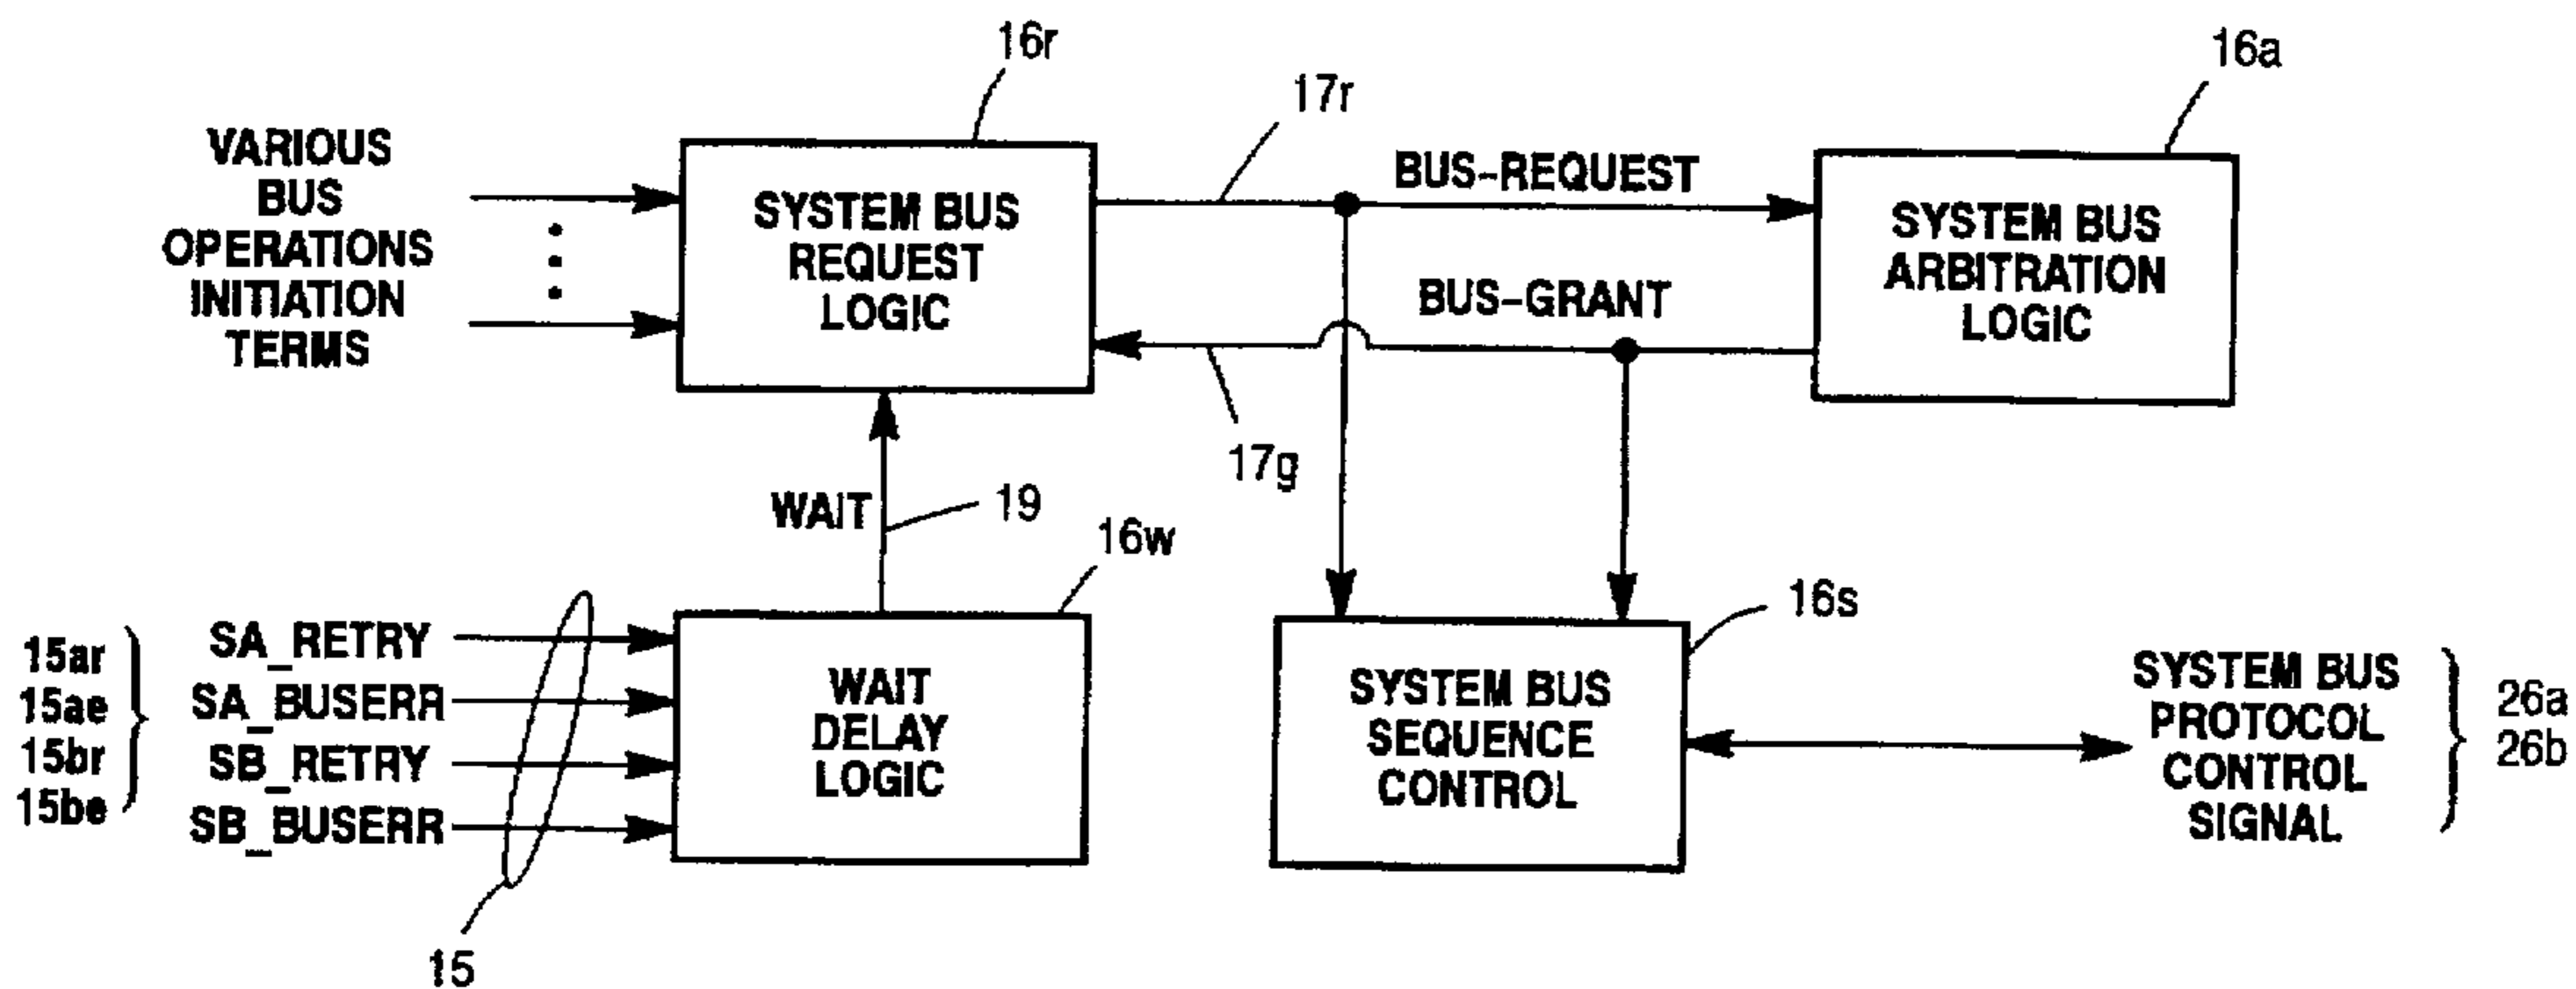 16r
16a
17r
VARIOUS
BUS
OPERATIONS
INITIATION
TERMS
SYSTEM BUS
REQUEST
LOGIC
BUS-REQUEST
BUS-GRANT
SYSTEM BUS
ARBITRATION
LOGIC
17g
WAIT
19
16w
16s
15ar
15ae
15br
15be
SA_RETRY
SA_BUSERR
SB_RETRY
SB_BUSERR
WAIT
DELAY
LOGIC
SYSTEM BUS
SEQUENCE
CONTROL
SYSTEM BUS
PROTOCOL
CONTROL
SIGNAL
26a
26b
15